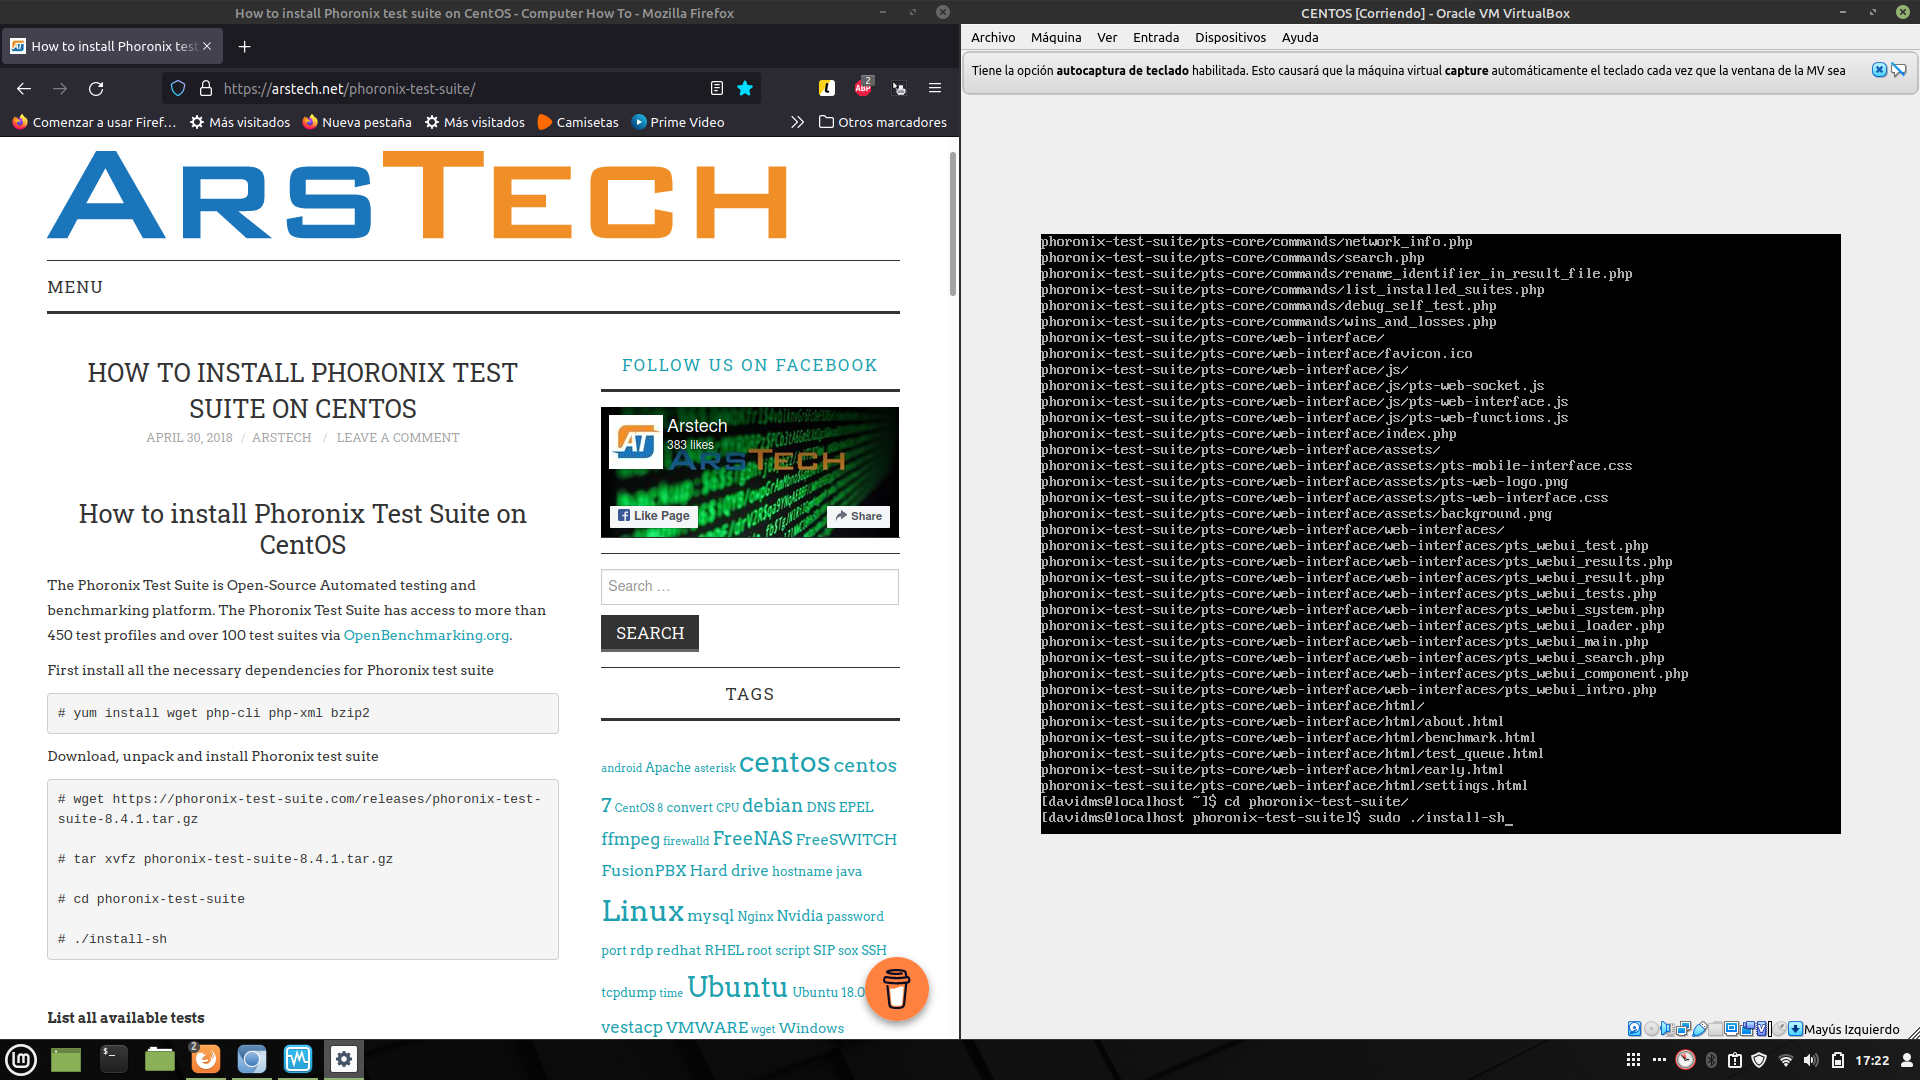 How to install Phoronix test suite on CentOS - Computer How To - Mozilla Firefox
How to install Phoronix test
https://arstech.net/phoronix-test-suite/
2
ABP
Comenzar a usar Firef…
Más visitados
Nueva pestaña
Más visitados
Camisetas
Prime Video
Otros marcadores
ARSTECH
MENU
HOW TO INSTALL PHORONIX TEST
SUITE ON CENTOS
APRIL 30, 2018 / ARSTECH / LEAVE A COMMENT
How to install Phoronix Test Suite on
CentOS
The Phoronix Test Suite is Open-Source Automated testing and
benchmarking platform. The Phoronix Test Suite has access to more than
450 test profiles and over 100 test suites via OpenBenchmarking.org.
First install all the necessary dependencies for Phoronix test suite
# yum install wget php-cli php-xml bzip2
Download, unpack and install Phoronix test suite
# wget https://phoronix-test-suite.com/releases/phoronix-test-
suite-8.4.1.tar.gz
# tar xvfz phoronix-test-suite-8.4.1.tar.gz
# cd phoronix-test-suite
# ./install-sh
List all available tests
FOLLOW US ON FACEBOOK
AT
Arstech
383 likes
ARSTECH
Like Page
Share
Search …
SEARCH
TAGS
android Apache asterisk centos centos
7 CentOS 8 convert CPU debian DNS EPEL
ffmpeg firewalld FreeNAS FreeSWITCH
FusionPBX Hard drive hostname java
Linux mysql Nginx Nvidia password
port rdp redhat RHEL root script SIP sox SSH
tcpdump time Ubuntu Ubuntu 18.0
vestacp VMWARE wget Windows
CENTOS [Corriendo] - Oracle VM VirtualBox
Archivo Máquina Ver Entrada Dispositivos Ayuda
Tiene la opción autocaptura de teclado habilitada. Esto causará que la máquina virtual capture automáticamente el teclado cada vez que la ventana de la MV sea
phoronix-test-suite/pts-core/commands/network_info.php
phoronix-test-suite/pts-core/commands/search.php
phoronix-test-suite/pts-core/commands/rename_identifier_in_result_file.php
phoronix-test-suite/pts-core/commands/list_installed_suites.php
phoronix-test-suite/pts-core/commands/debug_self_test.php
phoronix-test-suite/pts-core/commands/wins_and_losses.php
phoronix-test-suite/pts-core/web-interface/
phoronix-test-suite/pts-core/web-interface/favicon.ico
phoronix-test-suite/pts-core/web-interface/js/
phoronix-test-suite/pts-core/web-interface/js/pts-web-socket.js
phoronix-test-suite/pts-core/web-interface/js/pts-web-interface.js
phoronix-test-suite/pts-core/web-interface/js/pts-web-functions.js
phoronix-test-suite/pts-core/web-interface/index.php
phoronix-test-suite/pts-core/web-interface/assets/
phoronix-test-suite/pts-core/web-interface/assets/pts-mobile-interface.css
phoronix-test-suite/pts-core/web-interface/assets/pts-web-logo.png
phoronix-test-suite/pts-core/web-interface/assets/pts-web-interface.css
phoronix-test-suite/pts-core/web-interface/assets/background.png
phoronix-test-suite/pts-core/web-interface/web-interfaces/
phoronix-test-suite/pts-core/web-interface/web-interfaces/pts_webui_test.php
phoronix-test-suite/pts-core/web-interface/web-interfaces/pts_webui_results.php
phoronix-test-suite/pts-core/web-interface/web-interfaces/pts_webui_result.php
phoronix-test-suite/pts-core/web-interface/web-interfaces/pts_webui_tests.php
phoronix-test-suite/pts-core/web-interface/web-interfaces/pts_webui_system.php
phoronix-test-suite/pts-core/web-interface/web-interfaces/pts_webui_loader.php
phoronix-test-suite/pts-core/web-interface/web-interfaces/pts_webui_main.php
phoronix-test-suite/pts-core/web-interface/web-interfaces/pts_webui_search.php
phoronix-test-suite/pts-core/web-interface/web-interfaces/pts_webui_component.php
phoronix-test-suite/pts-core/web-interface/web-interfaces/pts_webui_intro.php
phoronix-test-suite/pts-core/web-interface/html/
phoronix-test-suite/pts-core/web-interface/html/about.html
phoronix-test-suite/pts-core/web-interface/html/benchmark.html
phoronix-test-suite/pts-core/web-interface/html/test_queue.html
phoronix-test-suite/pts-core/web-interface/html/early.html
phoronix-test-suite/pts-core/web-interface/html/settings.html
[davidms@localhost ~]$ cd phoronix-test-suite/
[davidms@localhost phoronix-test-suite]$ sudo ./install-sh_
Mayús Izquierdo
2
17:22